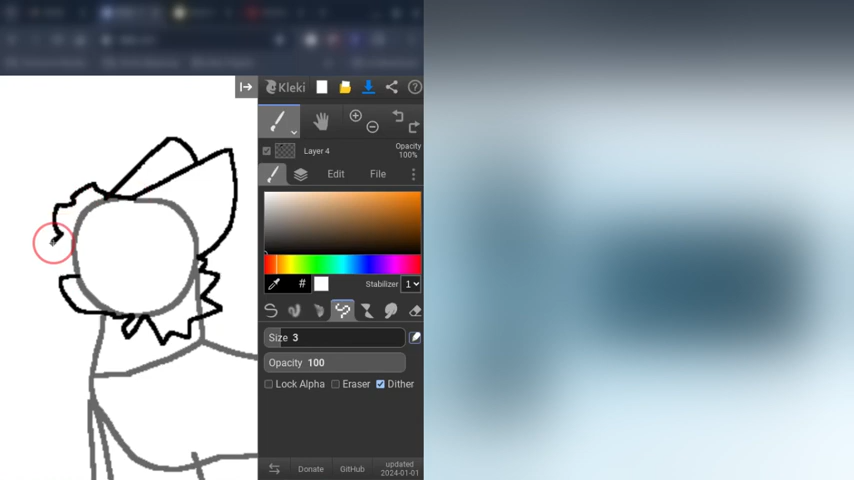 Kleki
Layer 4
Opacity
100%
Edit
File
#
Stabilizer 1
Size 3
Opacity 100
Lock Alpha
Eraser
Dither
Donate
GitHub
updated
2024-01-01